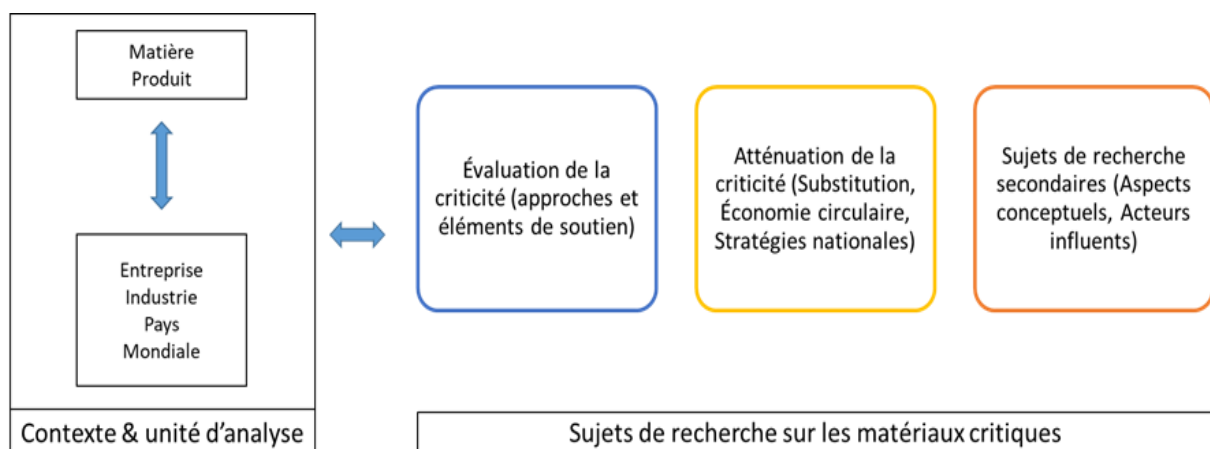 Matière
Produit
Entreprise
Industrie
Pays
Mondiale
Contexte & unité d'analyse
Évaluation de la
criticité (approches et
éléments de soutien)
Atténuation de la
criticité (Substitution,
Économie circulaire,
Stratégies nationales)
Sujets de recherche
secondaires (Aspects
conceptuels, Acteurs
influents)
Sujets de recherche sur les matériaux critiques